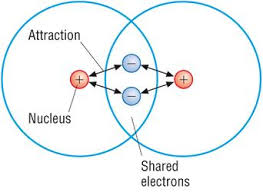 Attraction
−
+
+
−
Nucleus
Shared
electrons